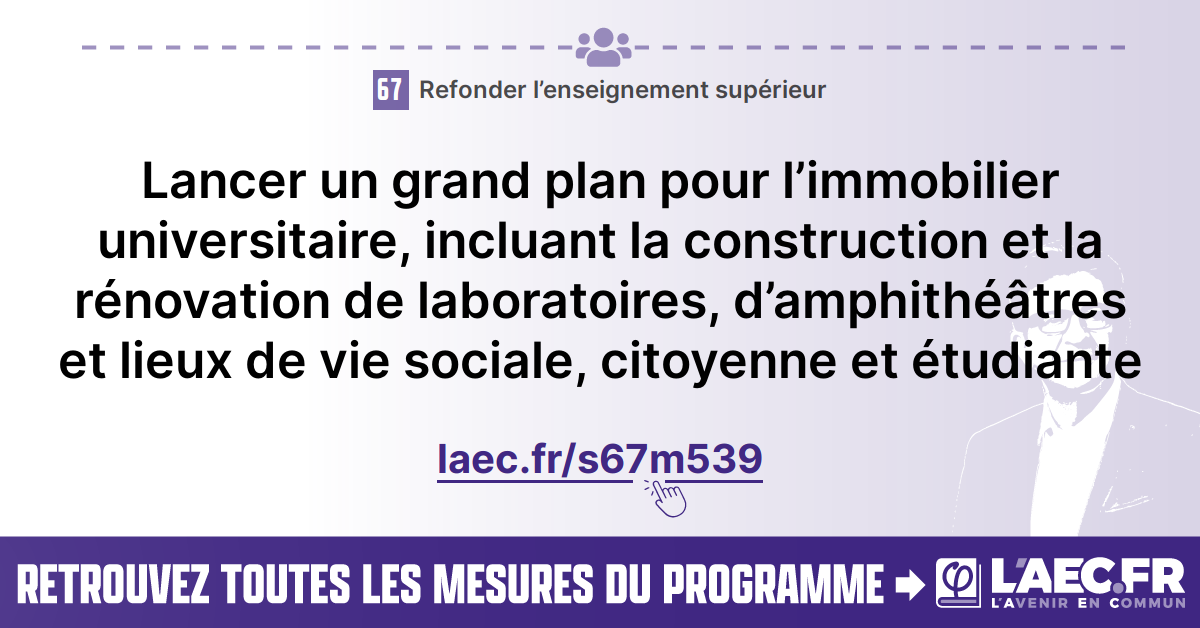 67 Refonder l’enseignement supérieur
Lancer un grand plan pour l’immobilier
universitaire, incluant la construction et la
rénovation de laboratoires, d’amphithéâtres
et lieux de vie sociale, citoyenne et étudiante
laec.fr/s67m539
RETROUVEZ TOUTES LES MESURES DU PROGRAMME φ L’AEC.FR
L’AVENIR EN COMMUN